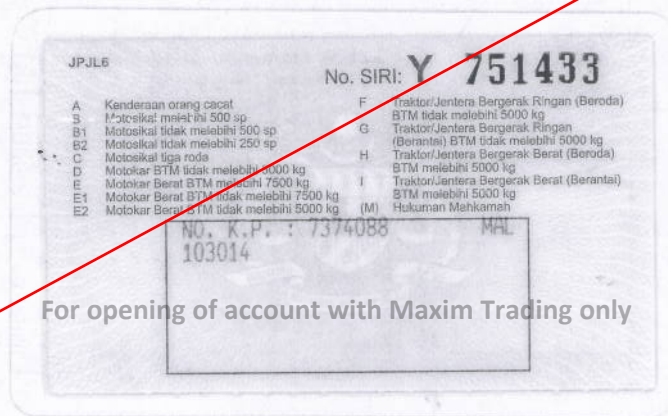 JPJL6
No. SIRI: Y 751433
A Kenderaan orang cacat
B Motosikal melebihi 500 sp
B1 Motosikal tidak melebihi 500 sp
B2 Motosikal tidak melebihi 250 sp
C Motosikal tiga roda
D Motokar BTM tidak melebihi 5000 kg
E Motokar Berat BTM melebihi 7500 kg
E1 Motokar Berat BTM tidak melebihi 7500 kg
E2 Motokar Berat BTM tidak melebihi 5000 kg
F Traktor/Jentera Bergerak Ringan (Beroda)
BTM tidak melebihi 5000 kg
G Traktor/Jentera Bergerak Ringan
(Berantai) BTM tidak melebihi 5000 kg
H Traktor/Jentera Bergerak Berat (Beroda)
BTM melebihi 5000 kg
I Traktor/Jentera Bergerak Berat (Berantai)
BTM melebihi 5000 kg
(M) Hukuman Mahkamah
NO. K.P. : 7374088 MAL
103014
For opening of account with Maxim Trading only